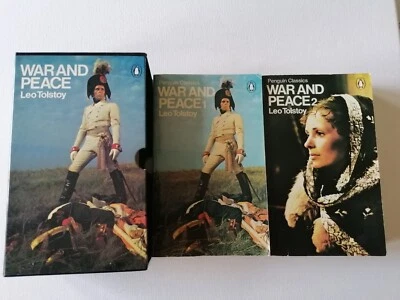 WAR AND
PEACE
Leo Tolstoy
Penguin Classics
WAR AND
PEACE 1
Leo Tolstoy
Penguin Classics
WAR AND
PEACE 2
Leo Tolstoy